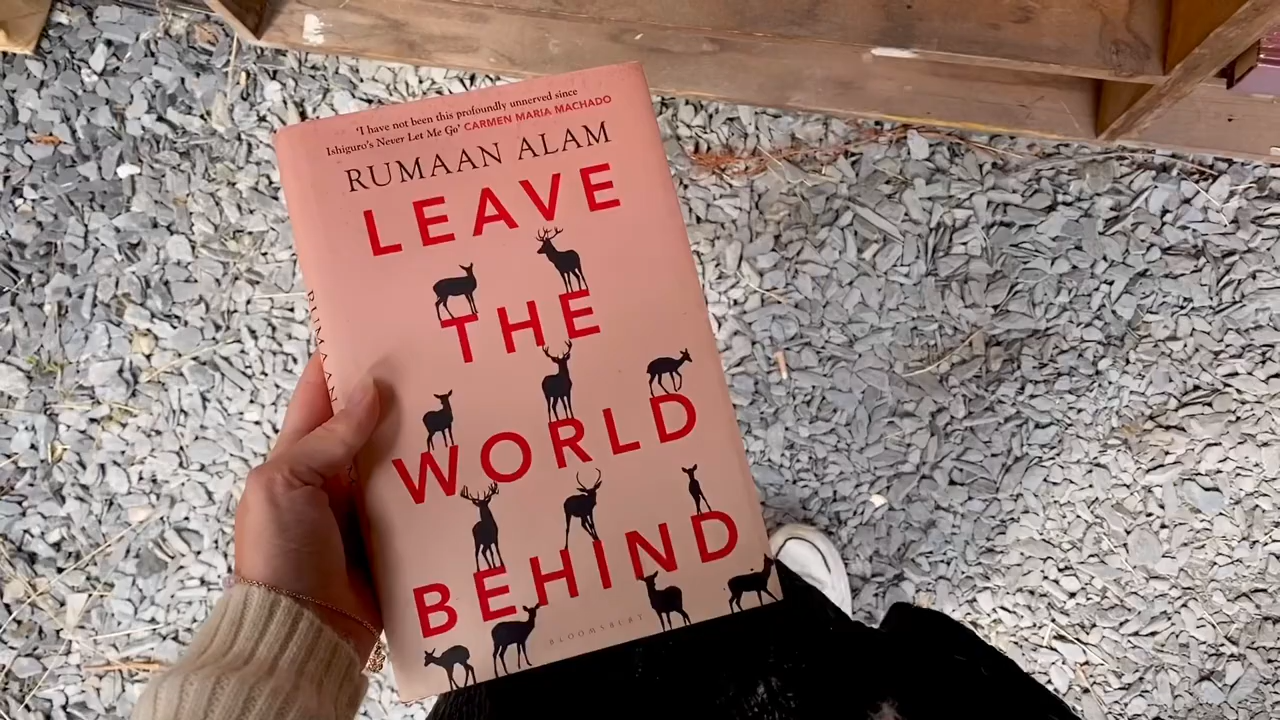 'I have not been this profoundly unnerved since
Ishiguro's Never Let Me Go' CARMEN MARIA MACHADO
RUMAAN ALAM
LEAVE
THE
WORLD
BEHIND
BLOOMSBURY
RUMAAN